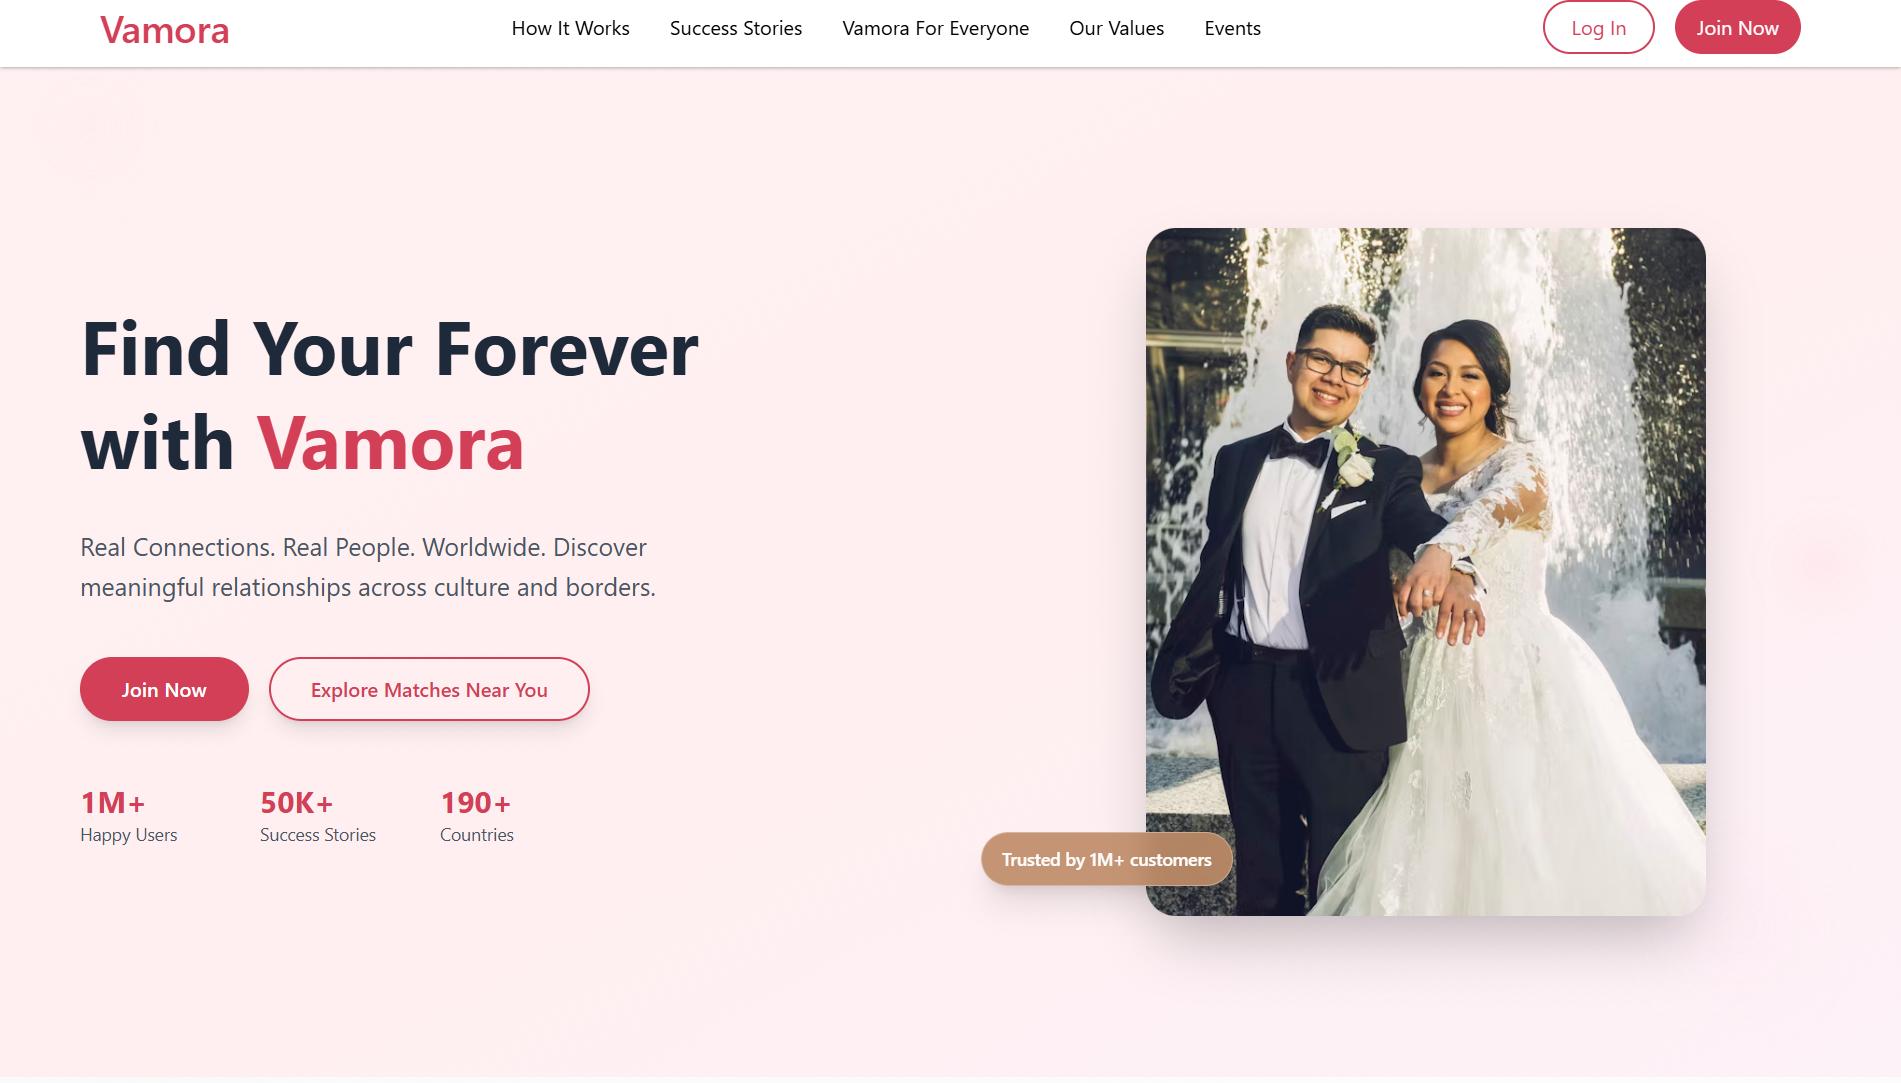 Vamora
How It Works
Success Stories
Vamora For Everyone
Our Values
Events
Log In
Join Now
Find Your Forever
with Vamora
Real Connections. Real People. Worldwide. Discover
meaningful relationships across culture and borders.
Join Now
Explore Matches Near You
1M+
Happy Users
50K+
Success Stories
190+
Countries
Trusted by 1M+ customers